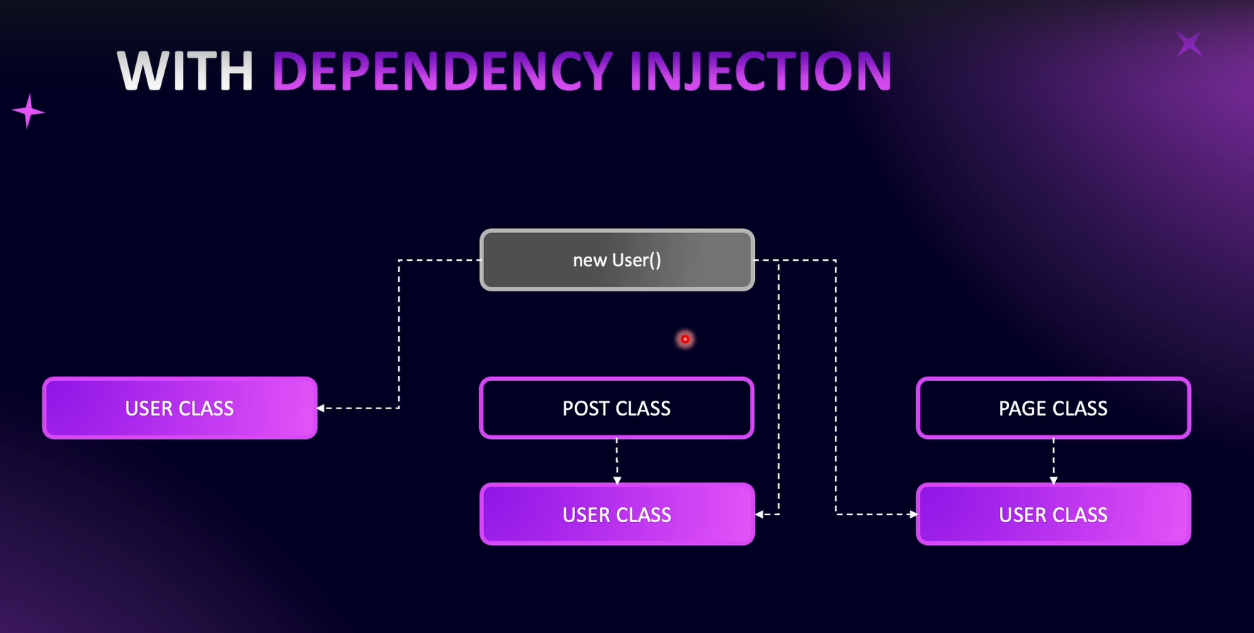 WITH DEPENDENCY INJECTION
new User()
USER CLASS
POST CLASS
PAGE CLASS
USER CLASS
USER CLASS